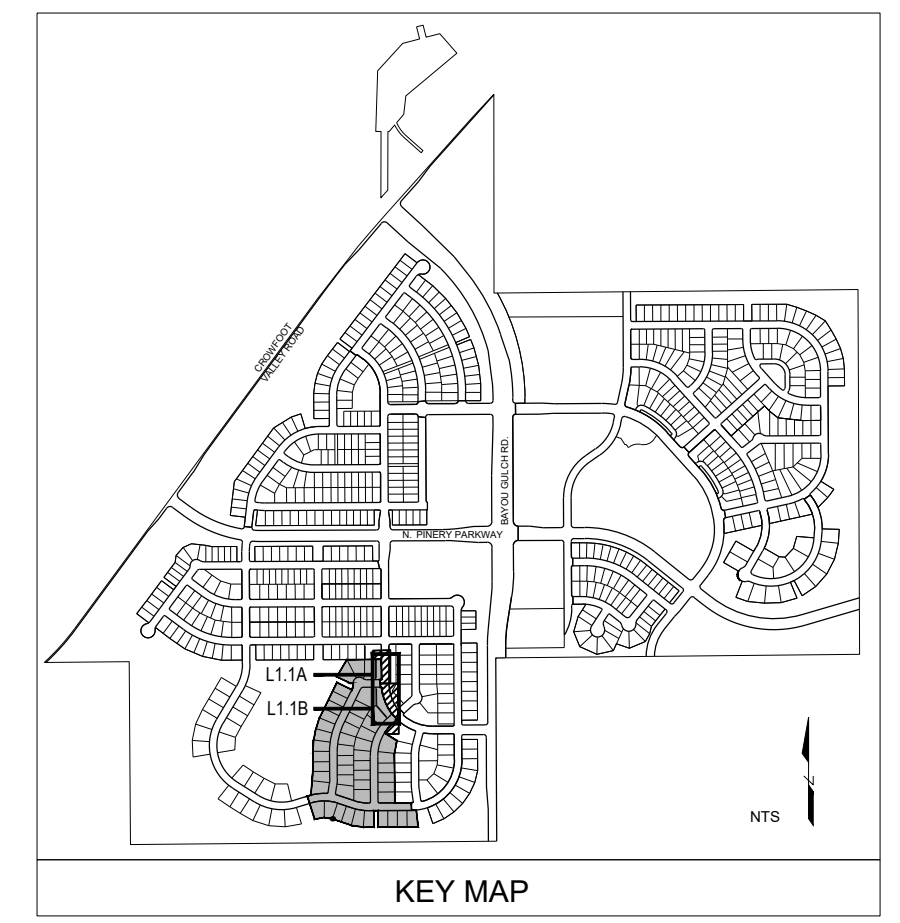 CROWFOOT
VALLEY ROAD
BAYOU GULCH RD.
N. PINERY PARKWAY
L1.1A
L1.1B
N
NTS
KEY MAP